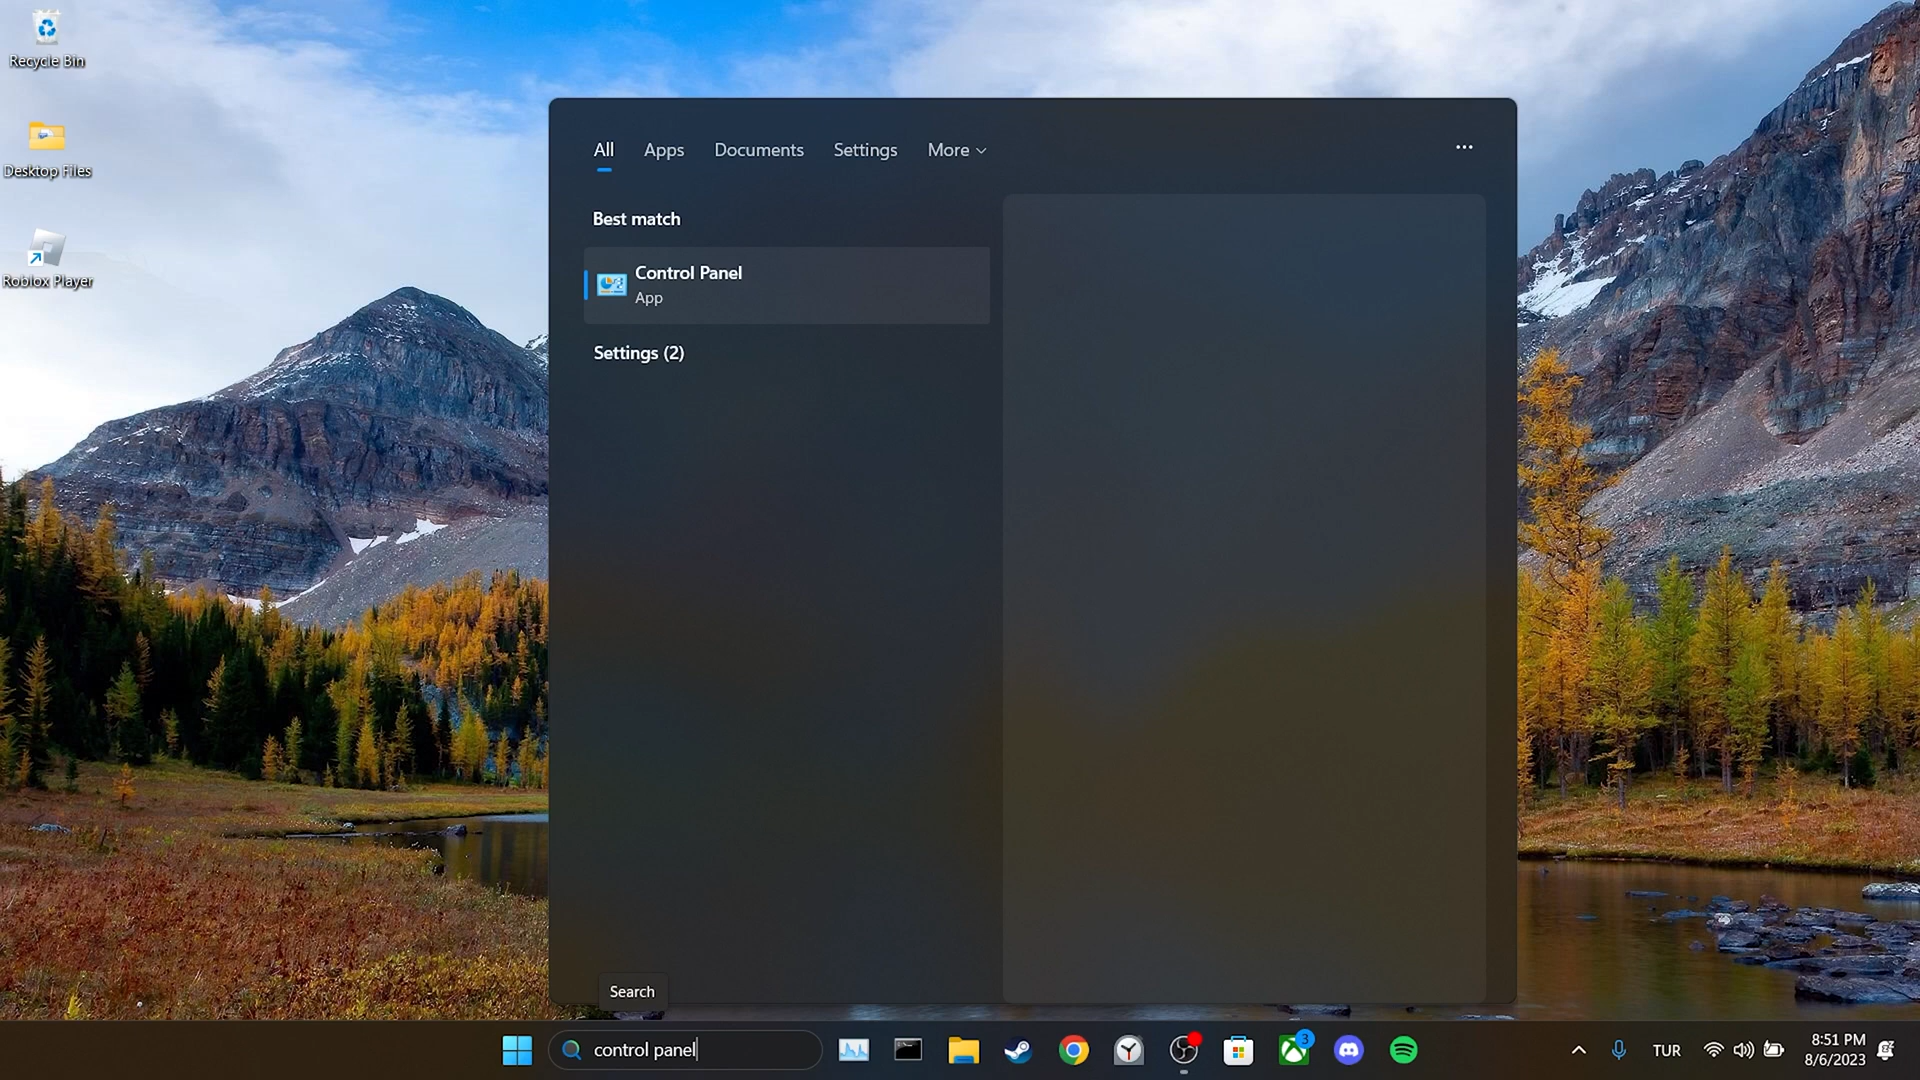 Recycle Bin
Desktop Files
Roblox Player
All Apps Documents Settings More
Best match
Control Panel
App
Settings (2)
Search
control panel
3
TUR
8:51 PM
8/6/2023